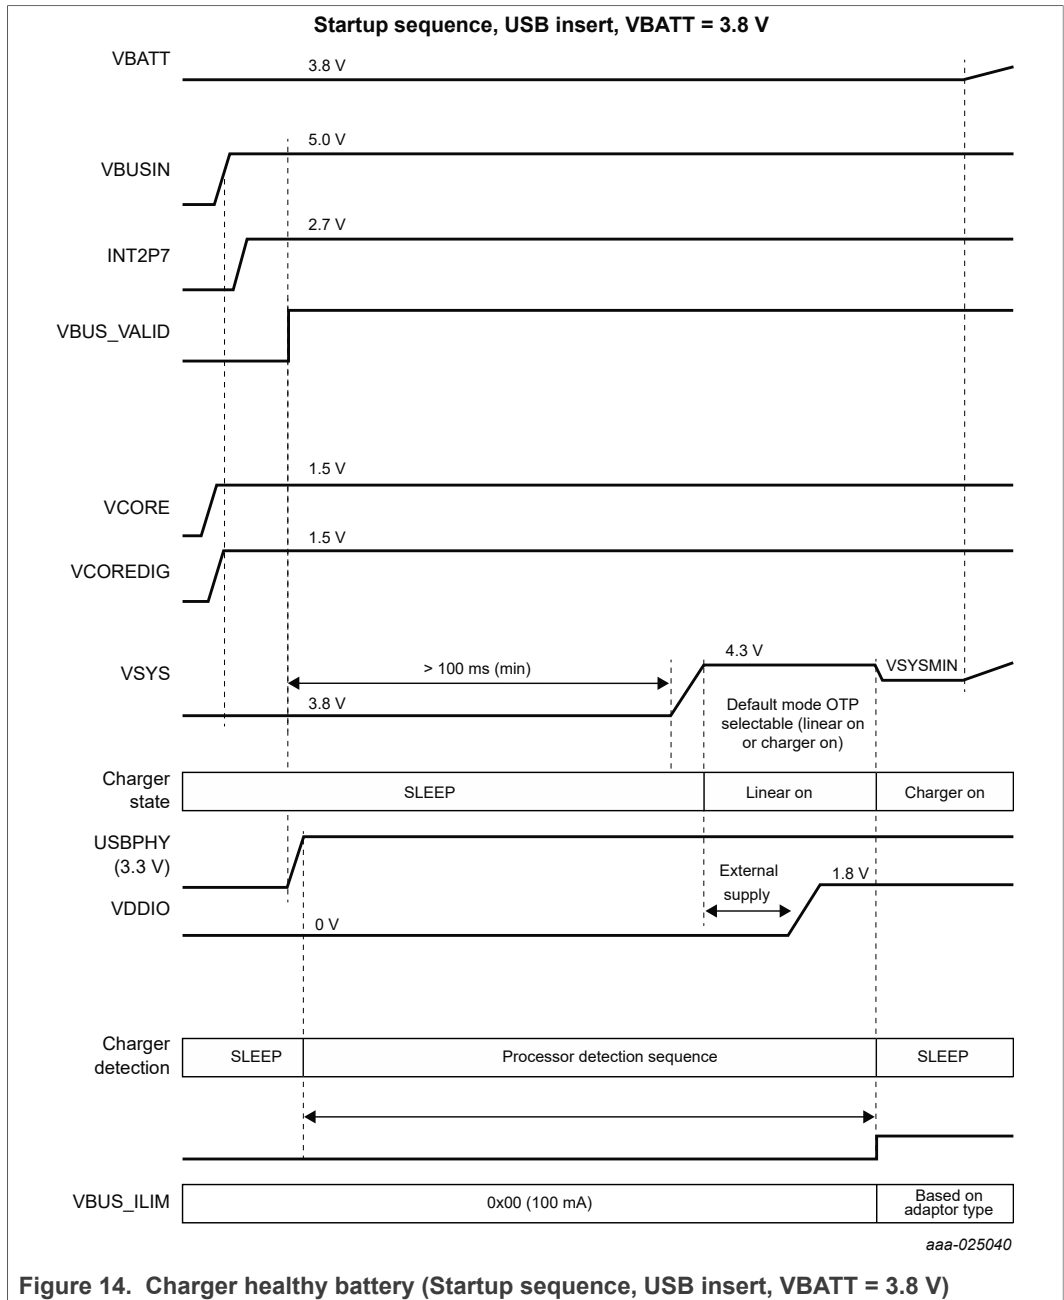 Startup sequence, USB insert, VBATT = 3.8 V
VBATT
3.8 V
VBUSIN
5.0 V
INT2P7
2.7 V
VBUS_VALID
VCORE
1.5 V
VCOREDIG
1.5 V
VSYS
> 100 ms (min)
3.8 V
4.3 V
VSYSMIN
Default mode OTP
selectable (linear on
or charger on)
Charger
state
SLEEP
Linear on
Charger on
USBPHY
(3.3 V)
VDDIO
0 V
External
supply
1.8 V
Charger
detection
SLEEP
Processor detection sequence
SLEEP
VBUS_ILIM
0x00 (100 mA)
Based on
adaptor type
aaa-025040
Figure 14. Charger healthy battery (Startup sequence, USB insert, VBATT = 3.8 V)